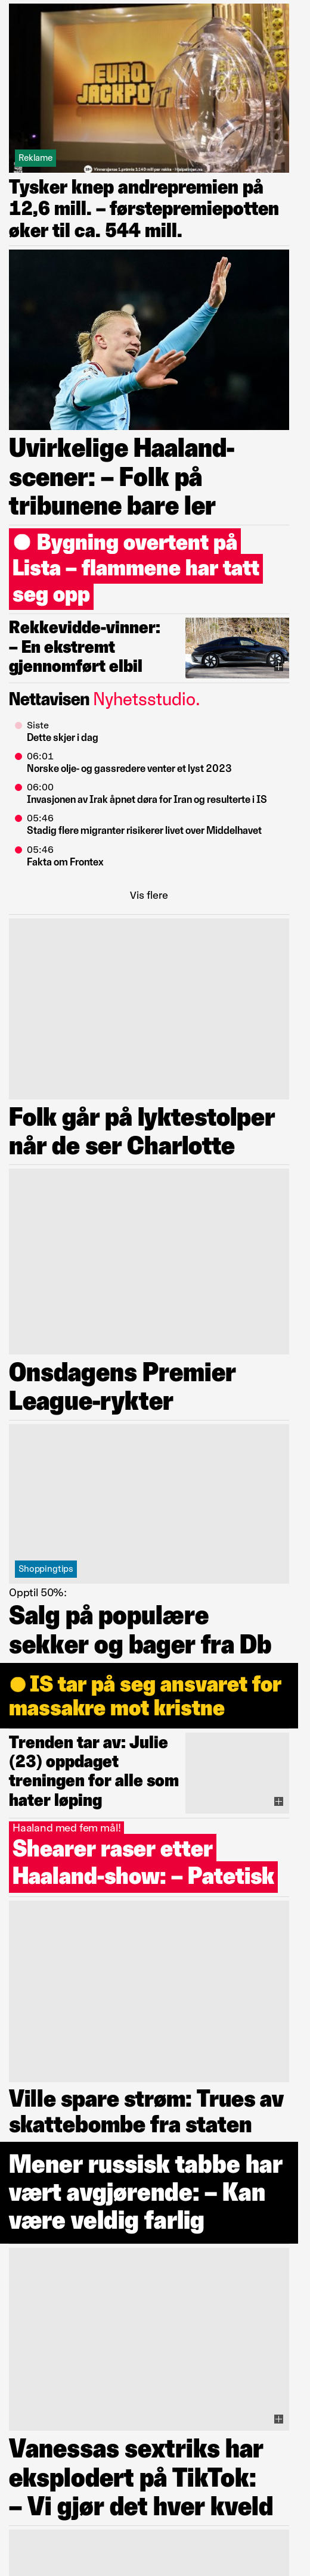 EURO
JACKPOT
Reklame
Tysker knep andrepremien på
12,6 mill. – førstepremiepotten
øker til ca. 544 mill.
Uvirkelige Haaland-
scener: – Folk på
tribunene bare ler
Bygning overtent på
Lista – flammene har tatt
seg opp
Rekkevidde-vinner:
– En ekstremt
gjennomført elbil
Nettavisen Nyhetsstudio.
Siste
Dette skjer i dag
06:01
Norske olje- og gassredere venter et lyst 2023
06:00
Invasjonen av Irak åpnet døra for Iran og resulterte i IS
05:46
Stadig flere migranter risikerer livet over Middelhavet
05:46
Fakta om Frontex
Vis flere
Folk går på lyktestolper
når de ser Charlotte
Onsdagens Premier
League-rykter
Shoppingtips
Opptil 50%:
Salg på populære
sekker og bager fra Db
IS tar på seg ansvaret for
massakre mot kristne
Trenden tar av: Julie
(23) oppdaget
treningen for alle som
hater løping
Haaland med fem mål!
Shearer raser etter
Haaland-show: – Patetisk
Ville spare strøm: Trues av
skattebombe fra staten
Mener russisk tabbe har
vært avgjørende: – Kan
være veldig farlig
Vanessas sextriks har
eksplodert på TikTok:
– Vi gjør det hver kveld